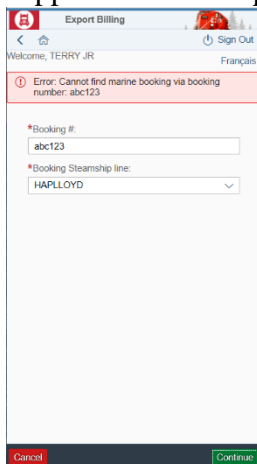 Export Billing
Sign Out
Welcome, TERRY JR
Français
Error: Cannot find marine booking via booking
number: abc123
*Booking #:
abc123
*Booking Steamship line:
HAPLLOYD
Cancel
Continue